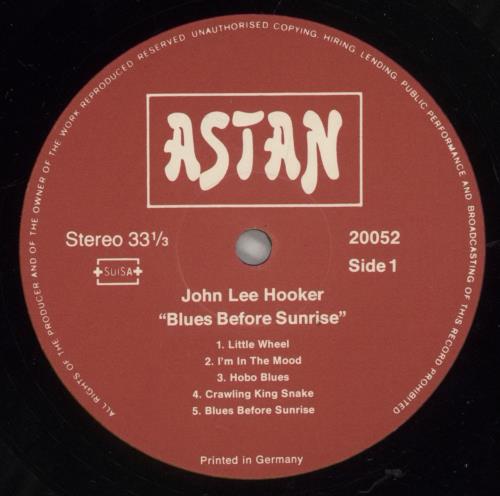 ALL RIGHTS OF THE PRODUCER AND OF THE OWNER OF THE WORK REPRODUCED RESERVED UNAUTHORISED COPYING, HIRING, LENDING, PUBLIC PERFORMANCE AND BROADCASTING OF THIS RECORD PROHIBITED
ASTAN
Stereo 33 1/3
20052
SUISA
Side 1
John Lee Hooker
“Blues Before Sunrise”
1. Little Wheel
2. I'm In The Mood
3. Hobo Blues
4. Crawling King Snake
5. Blues Before Sunrise
Printed in Germany